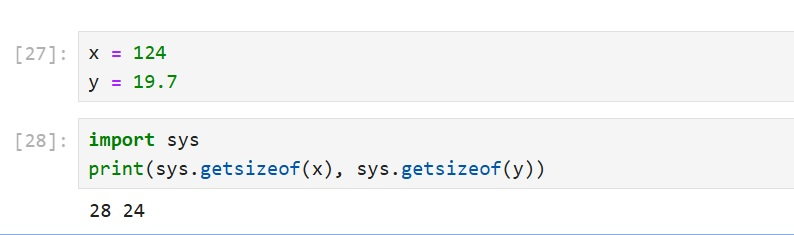 [27]: x = 124
y = 19.7
[28]: import sys
print(sys.getsizeof(x), sys.getsizeof(y))
28 24